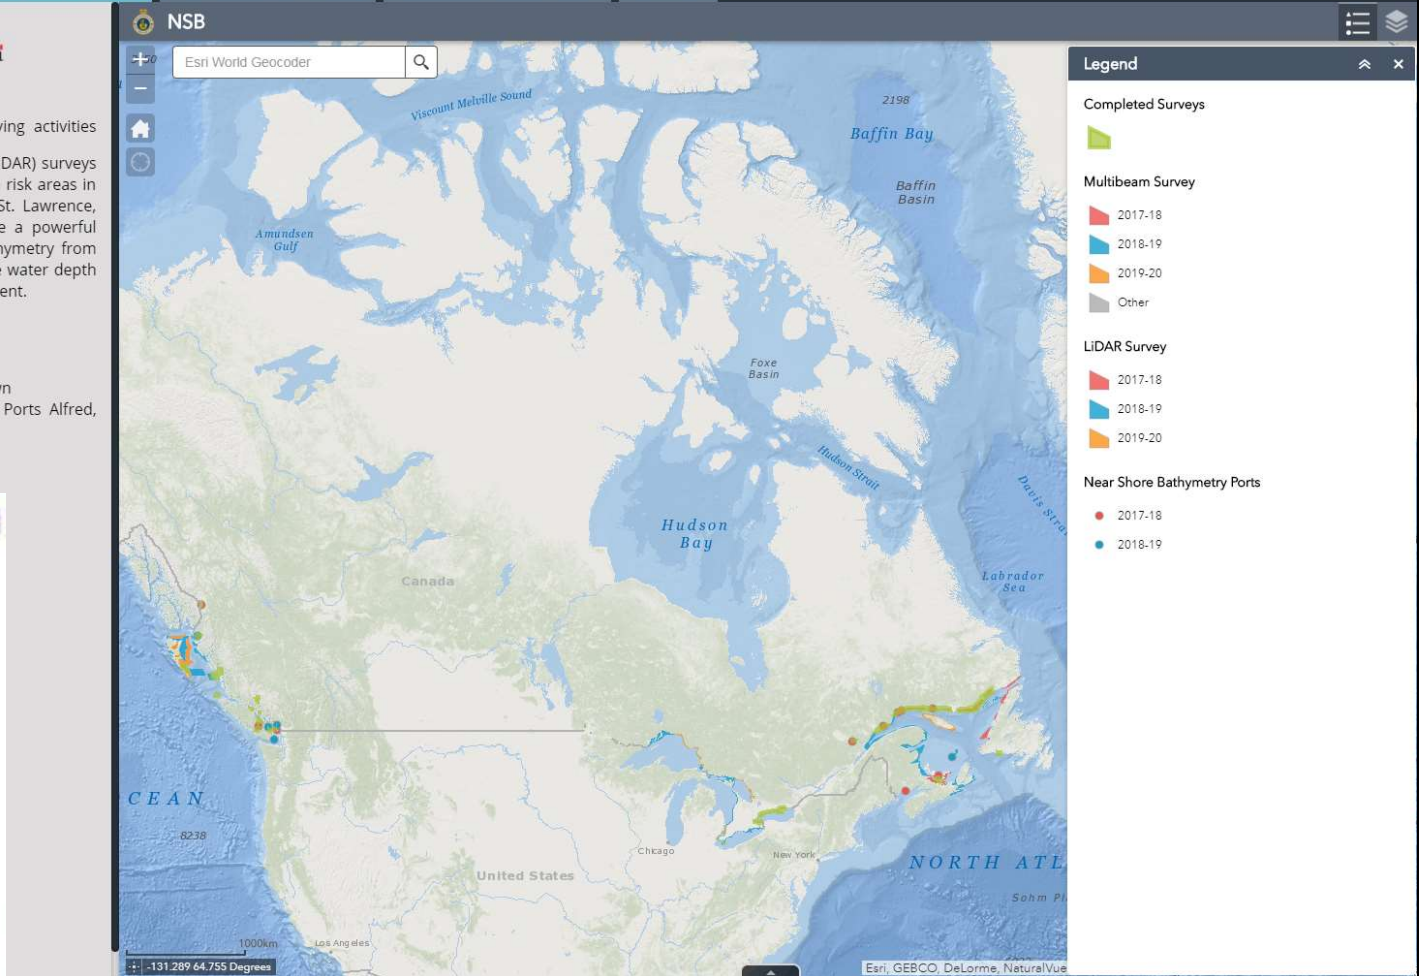 NSB
ving activities
DAR) surveys
risk areas in
St. Lawrence,
e a powerful
hymetry from
e water depth
ent.
vn
Ports Alfred,
+
Esri World Geocoder
−
Viscount Melville Sound
2198
Baffin Bay
Baffin
Basin
Amundsen
Gulf
Foxe
Basin
Hudson Strait
Davis Stra
Hudson
Bay
Canada
Labrador
Sea
CEAN
8238
Chicago
New York
NORTH ATL
United States
Sohm Pl
Los Angeles
1000km
-131.289 64.755 Degrees
Esri, GEBCO, DeLorme, NaturalVue
Legend
Completed Surveys
Multibeam Survey
2017-18
2018-19
2019-20
Other
LiDAR Survey
2017-18
2018-19
2019-20
Near Shore Bathymetry Ports
2017-18
2018-19